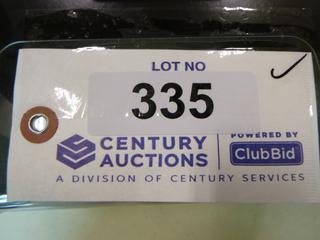 LOT NO
335
CENTURY AUCTIONS
POWERED BY
ClubBid
A DIVISION OF CENTURY SERVICES